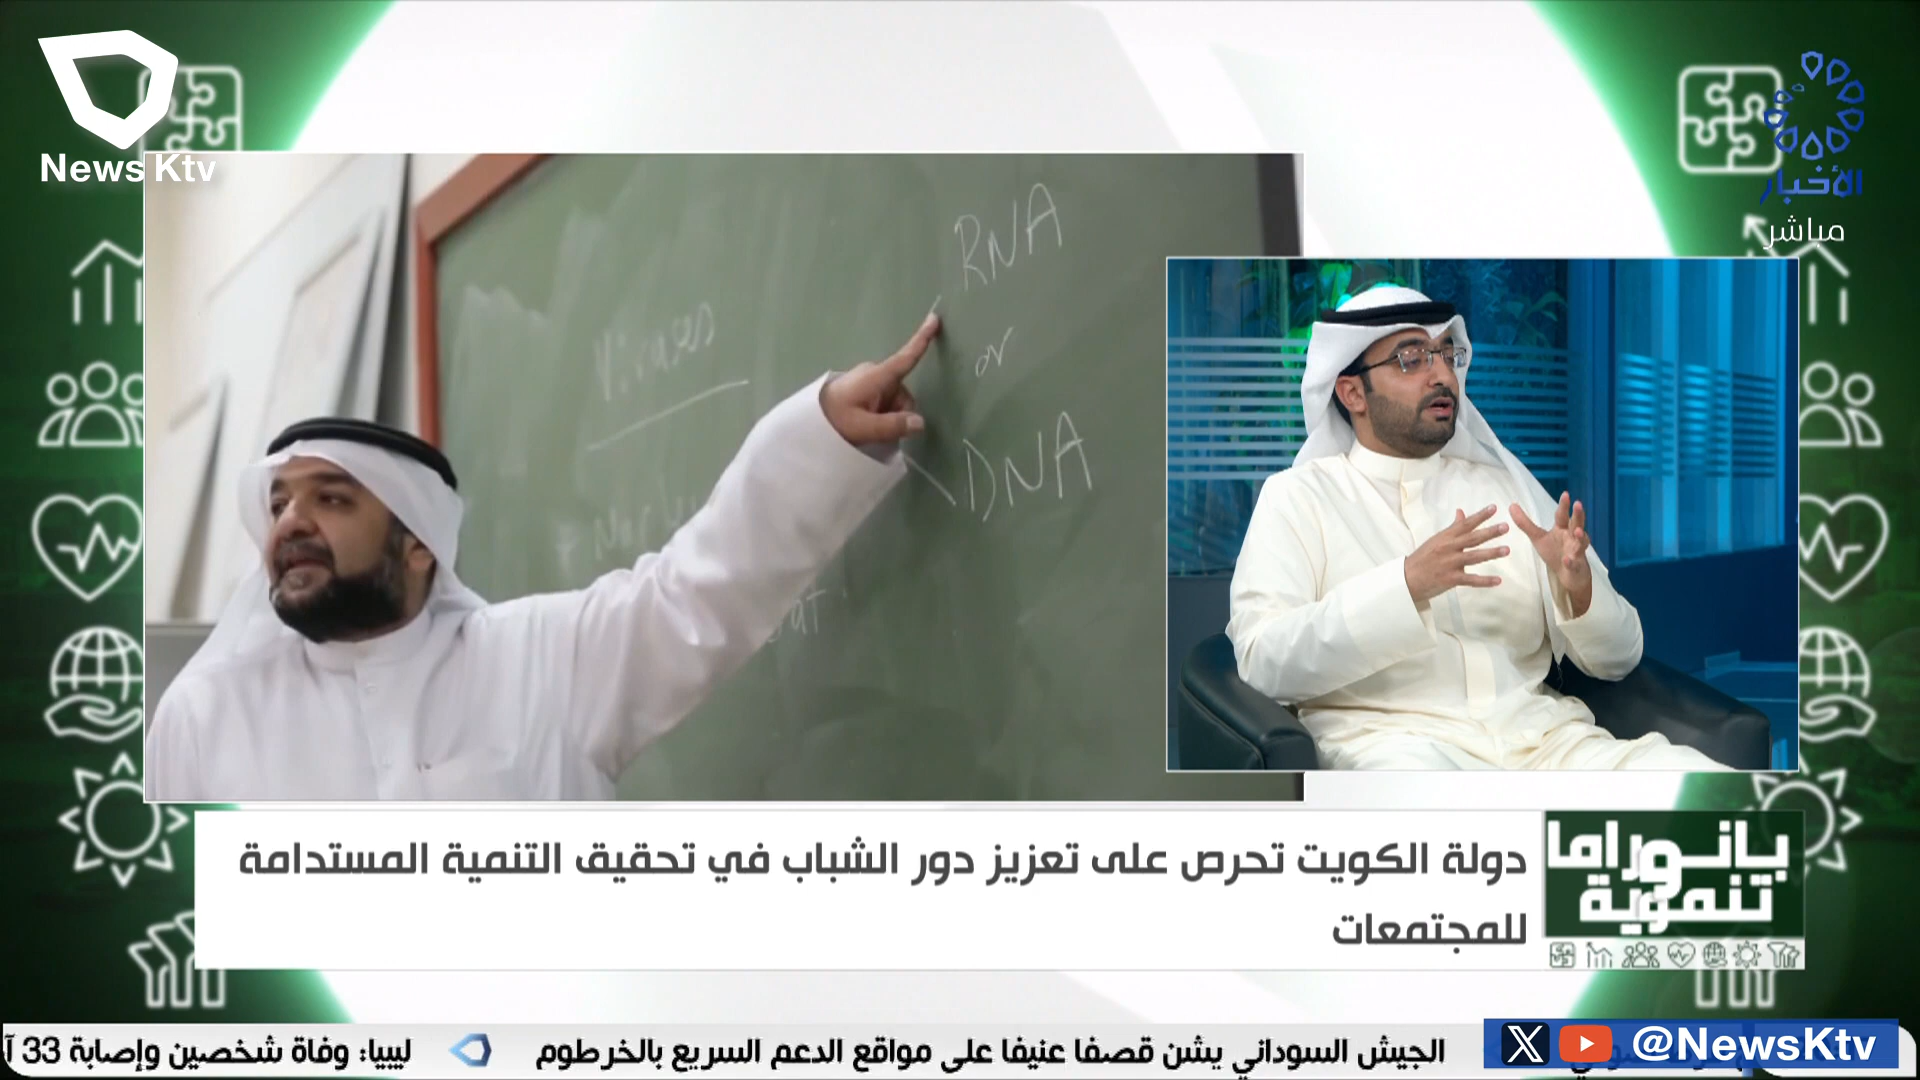 News Ktv
الأخبار
مباشر
Viruses
RNA
or
DNA
دولة الكويت تحرص على تعزيز دور الشباب في تحقيق التنمية المستدامة
للمجتمعات
بانوراما
تنموية
الجيش السوداني يشن قصفا عنيفا على مواقع الدعم السريع بالخرطوم
ليبيا: وفاة شخصين وإصابة 33
@NewsKtv